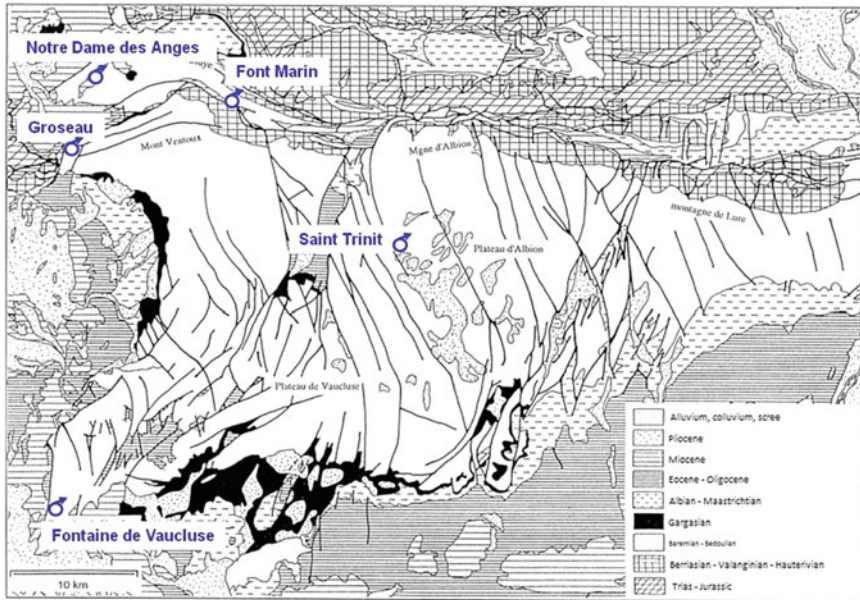 Notre Dame des Anges
Font Marin
Groseau
Mont Ventoux
Mgne d'Albion
montagne de Lure
Saint Trinit
Plateau d'Albion
Plateau de Vaucluse
Fontaine de Vaucluse
10 km
Alluvium, colluvium, scree
Pliocene
Miocene
Eocene - Oligocene
Albian - Maastrichtian
Gargasian
Baremian - Bedoulian
Berriasian - Valanginian - Hauterivian
Trias - Jurassic